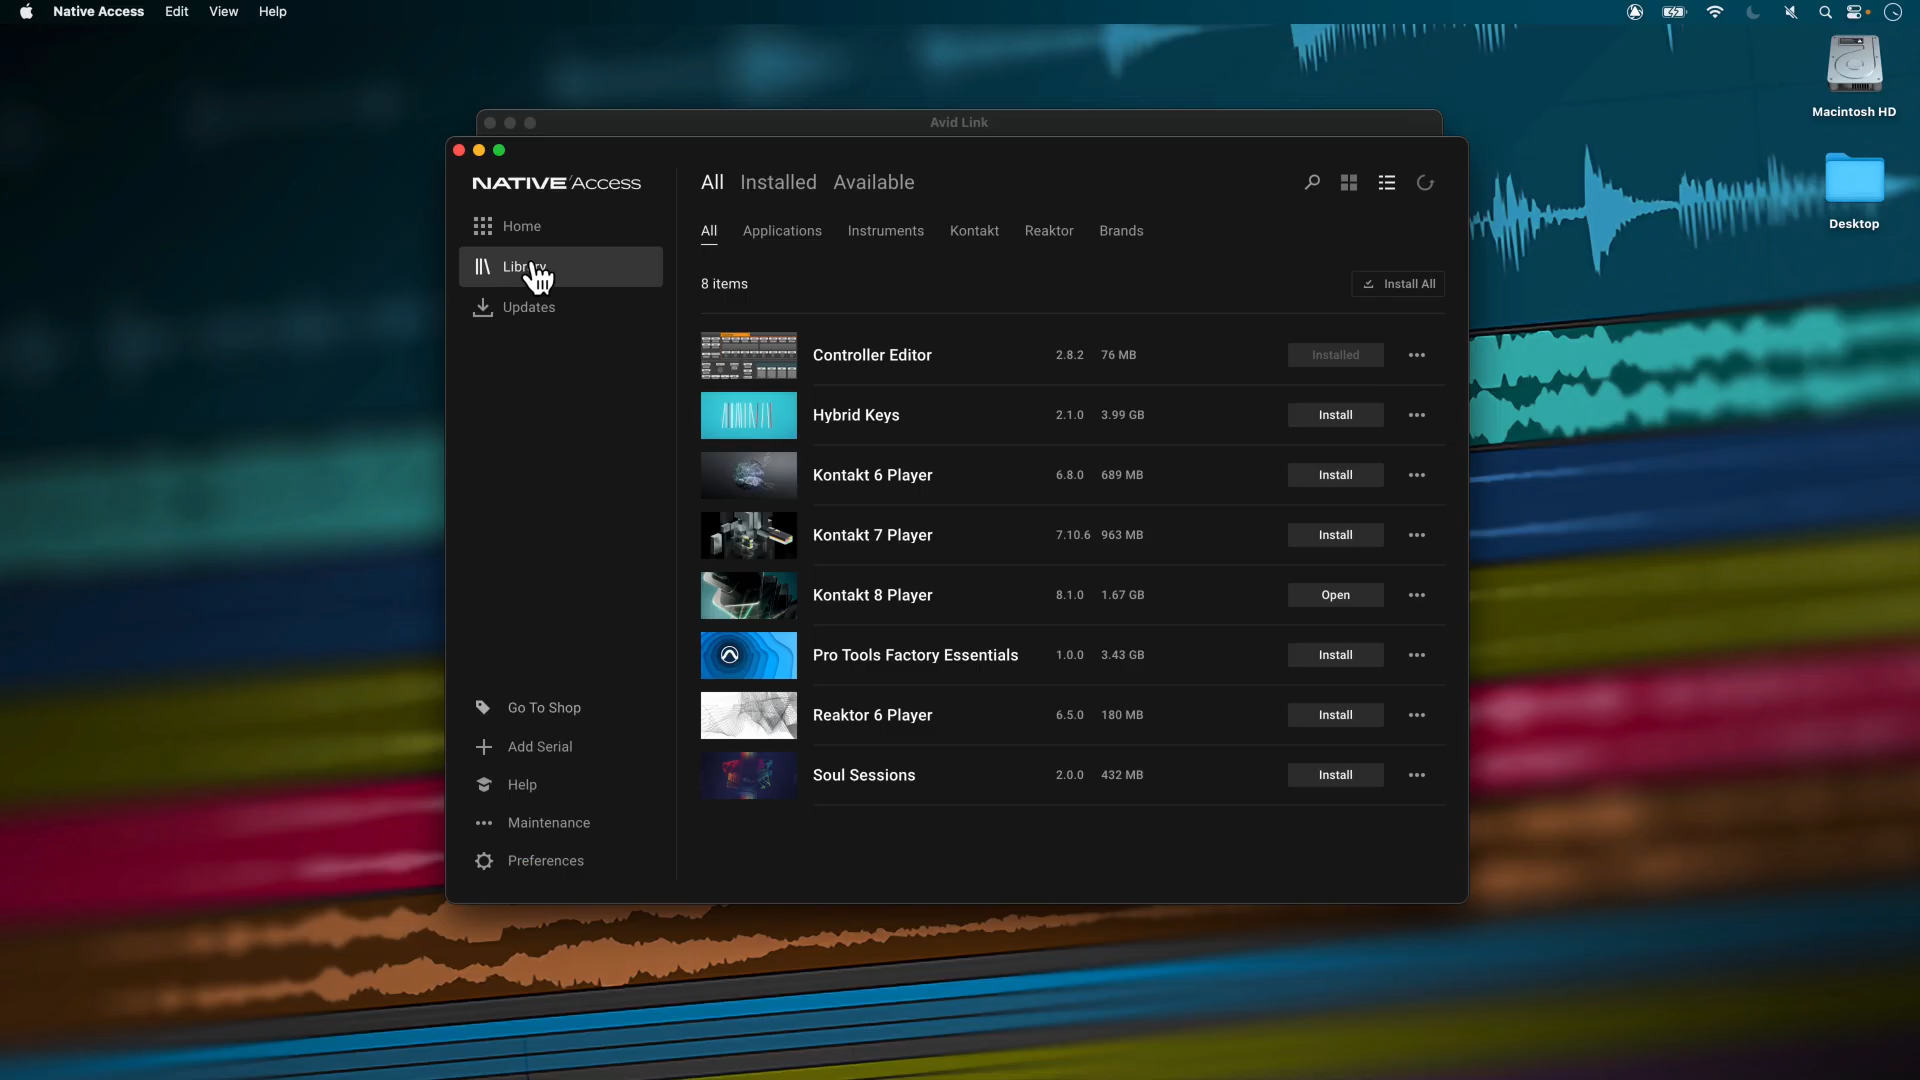 Native Access Edit View Help
Macintosh HD
Desktop
Avid Link
NATIVE Access
Home
Library
Updates
Go To Shop
Add Serial
Help
Maintenance
Preferences
All Installed Available
All Applications Instruments Kontakt Reaktor Brands
8 items Install All
Controller Editor 2.8.2 76 MB Installed
Hybrid Keys 2.1.0 3.99 GB Install
Kontakt 6 Player 6.8.0 689 MB Install
Kontakt 7 Player 7.10.6 963 MB Install
Kontakt 8 Player 8.1.0 1.67 GB Open
Pro Tools Factory Essentials 1.0.0 3.43 GB Install
Reaktor 6 Player 6.5.0 180 MB Install
Soul Sessions 2.0.0 432 MB Install